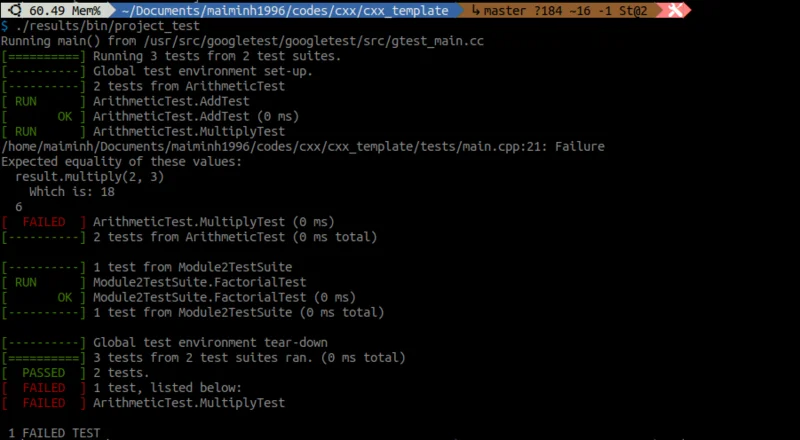 60.49 Mem% ~/Documents/maiminh1996/codes/cxx/cxx_template master ?184 ~16 -1 St@2
$ ./results/bin/project_test
Running main() from /usr/src/googletest/googletest/src/gtest_main.cc
[==========] Running 3 tests from 2 test suites.
[----------] Global test environment set-up.
[----------] 2 tests from ArithmeticTest
[ RUN      ] ArithmeticTest.AddTest
[       OK ] ArithmeticTest.AddTest (0 ms)
[ RUN      ] ArithmeticTest.MultiplyTest
/home/maiminh/Documents/maiminh1996/codes/cxx/cxx_template/tests/main.cpp:21: Failure
Expected equality of these values:
  result.multiply(2, 3)
    Which is: 18
  6
[  FAILED  ] ArithmeticTest.MultiplyTest (0 ms)
[----------] 2 tests from ArithmeticTest (0 ms total)
[----------] 1 test from Module2TestSuite
[ RUN      ] Module2TestSuite.FactorialTest
[       OK ] Module2TestSuite.FactorialTest (0 ms)
[----------] 1 test from Module2TestSuite (0 ms total)
[----------] Global test environment tear-down
[==========] 3 tests from 2 test suites ran. (0 ms total)
[  PASSED  ] 2 tests.
[  FAILED  ] 1 test, listed below:
[  FAILED  ] ArithmeticTest.MultiplyTest
 1 FAILED TEST